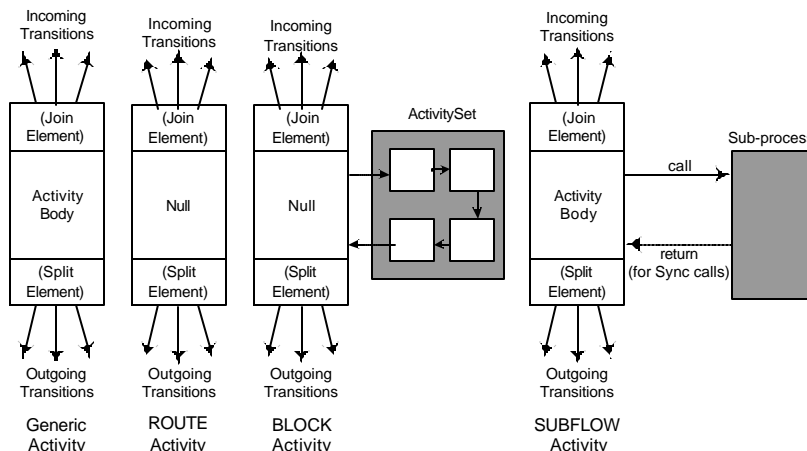 Incoming
Transitions
(Join
Element)
Activity
Body
(Split
Element)
Outgoing
Transitions
Generic
Activity
Incoming
Transitions
(Join
Element)
Null
(Split
Element)
Outgoing
Transitions
ROUTE
Activity
Incoming
Transitions
(Join
Element)
Null
(Split
Element)
Outgoing
Transitions
BLOCK
Activity
ActivitySet
Incoming
Transitions
(Join
Element)
Activity
Body
(Split
Element)
Outgoing
Transitions
SUBFLOW
Activity
call
return
(for Sync calls)
Sub-proces